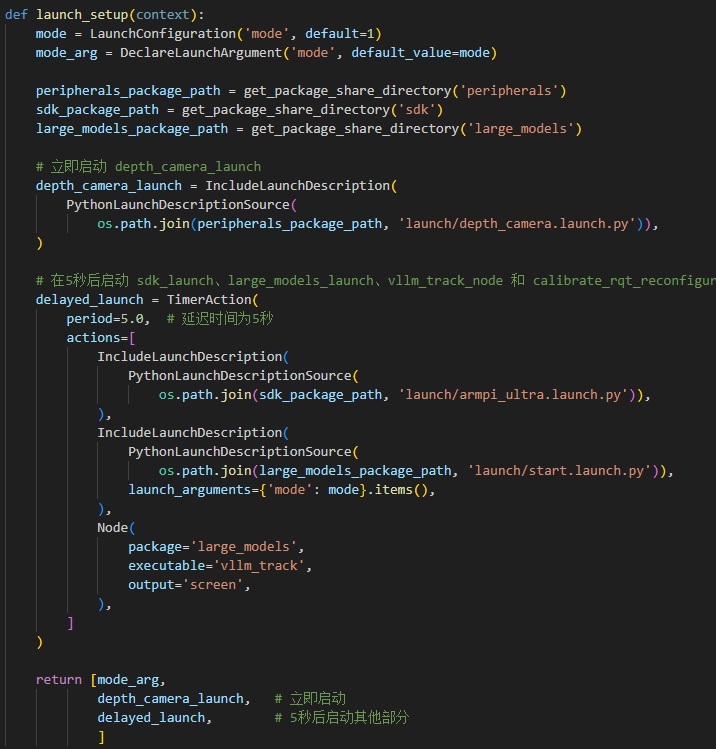 def launch_setup(context):
    mode = LaunchConfiguration('mode', default=1)
    mode_arg = DeclareLaunchArgument('mode', default_value=mode)

    peripherals_package_path = get_package_share_directory('peripherals')
    sdk_package_path = get_package_share_directory('sdk')
    large_models_package_path = get_package_share_directory('large_models')

    # 立即启动 depth_camera_launch
    depth_camera_launch = IncludeLaunchDescription(
        PythonLaunchDescriptionSource(
            os.path.join(peripherals_package_path, 'launch/depth_camera.launch.py')),
    )

    # 在5秒后启动 sdk_launch、large_models_launch、vllm_track_node 和 calibrate_rqt_reconfigur
    delayed_launch = TimerAction(
        period=5.0,  # 延迟时间为5秒
        actions=[
            IncludeLaunchDescription(
                PythonLaunchDescriptionSource(
                    os.path.join(sdk_package_path, 'launch/armpi_ultra.launch.py')),
            ),
            IncludeLaunchDescription(
                PythonLaunchDescriptionSource(
                    os.path.join(large_models_package_path, 'launch/start.launch.py')),
                launch_arguments={'mode': mode}.items(),
            ),
            Node(
                package='large_models',
                executable='vllm_track',
                output='screen',
            ),
        ]
    )

    return [mode_arg,
            depth_camera_launch,   # 立即启动
            delayed_launch,        # 5秒后启动其他部分
            ]